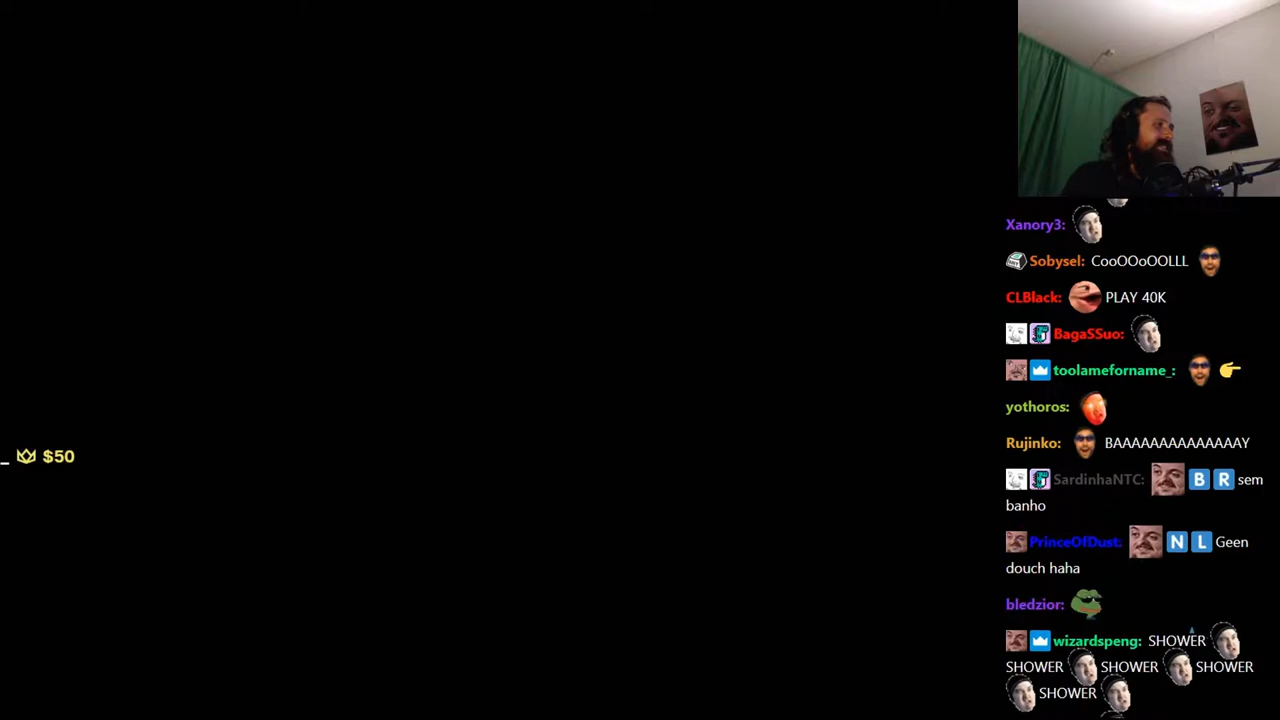 _ $50
Xanory3:
Sobysel: CooOOoOOLLL
CLBlack: PLAY 40K
BagaSSuo:
toolameforname_:
yothoros:
Rujinko: BAAAAAAAAAAAAAAY
SardinhaNTC: B R sem
banho
PrinceOfDust: N L Geen
douch haha
bledzior:
wizardspeng: SHOWER
SHOWER SHOWER SHOWER
SHOWER